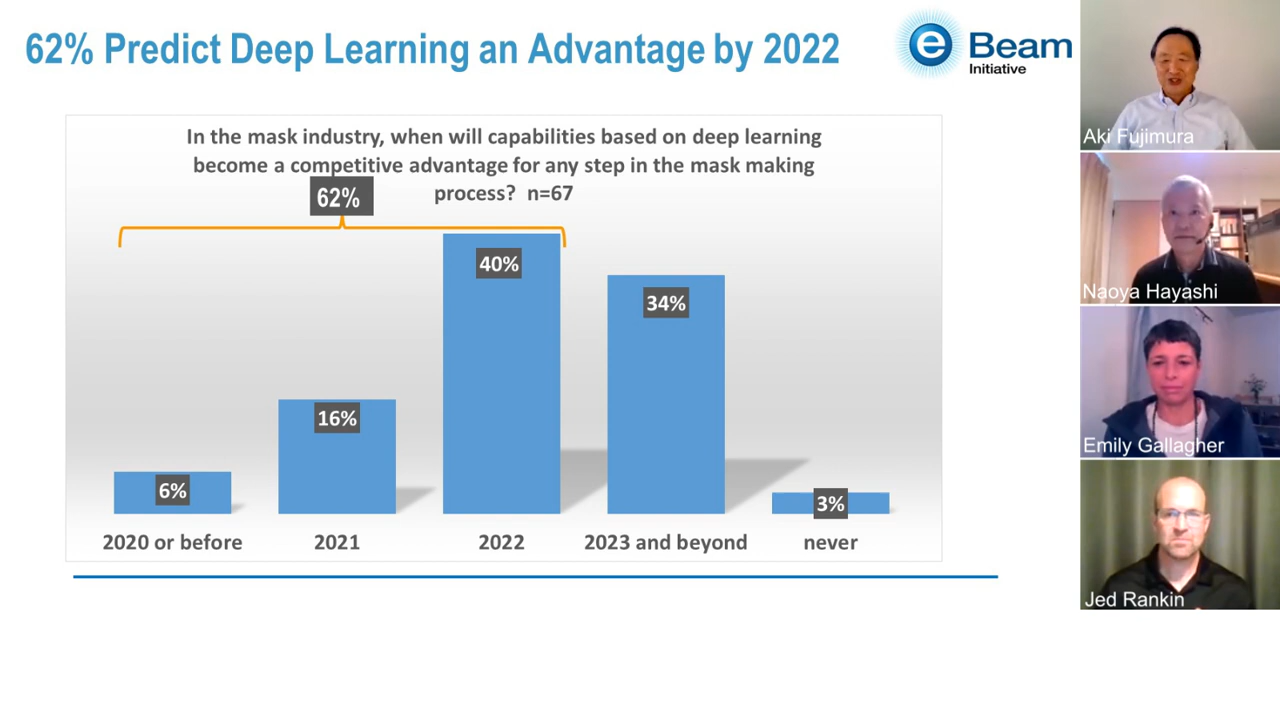 62% Predict Deep Learning an Advantage by 2022
e Beam
Initiative
In the mask industry, when will capabilities based on deep learning
become a competitive advantage for any step in the mask making
process? n=67
62%
40%
34%
16%
6%
3%
2020 or before
2021
2022
2023 and beyond
never
Aki Fujimura
Naoya Hayashi
Emily Gallagher
Jed Rankin